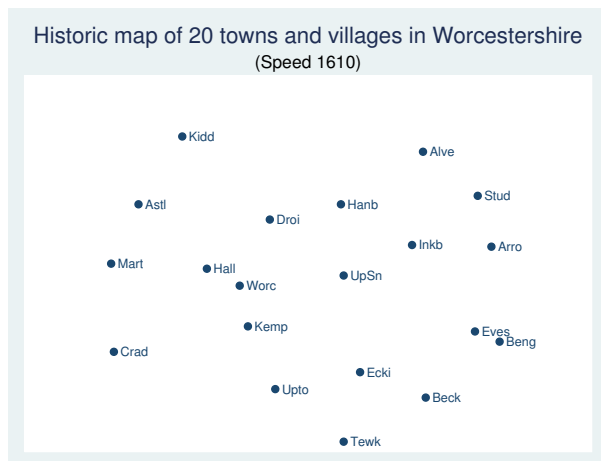 Historic map of 20 towns and villages in Worcestershire
(Speed 1610)
Kidd
Alve
Stud
Astl
Hanb
Droi
Inkb
Arro
Mart
Hall
UpSn
Worc
Kemp
Eves
Beng
Crad
Ecki
Upto
Beck
Tewk